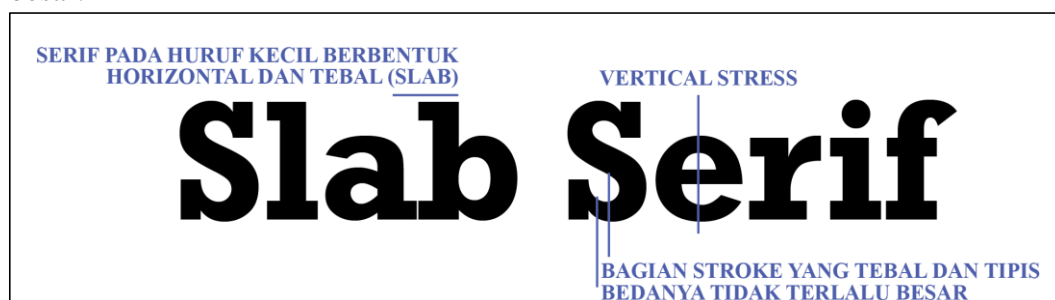 SERIF PADA HURUF KECIL BERBENTUK
HORIZONTAL DAN TEBAL (SLAB)
VERTICAL STRESS
Slab Serif
BAGIAN STROKE YANG TEBAL DAN TIPIS
BEDANYA TIDAK TERLALU BESAR